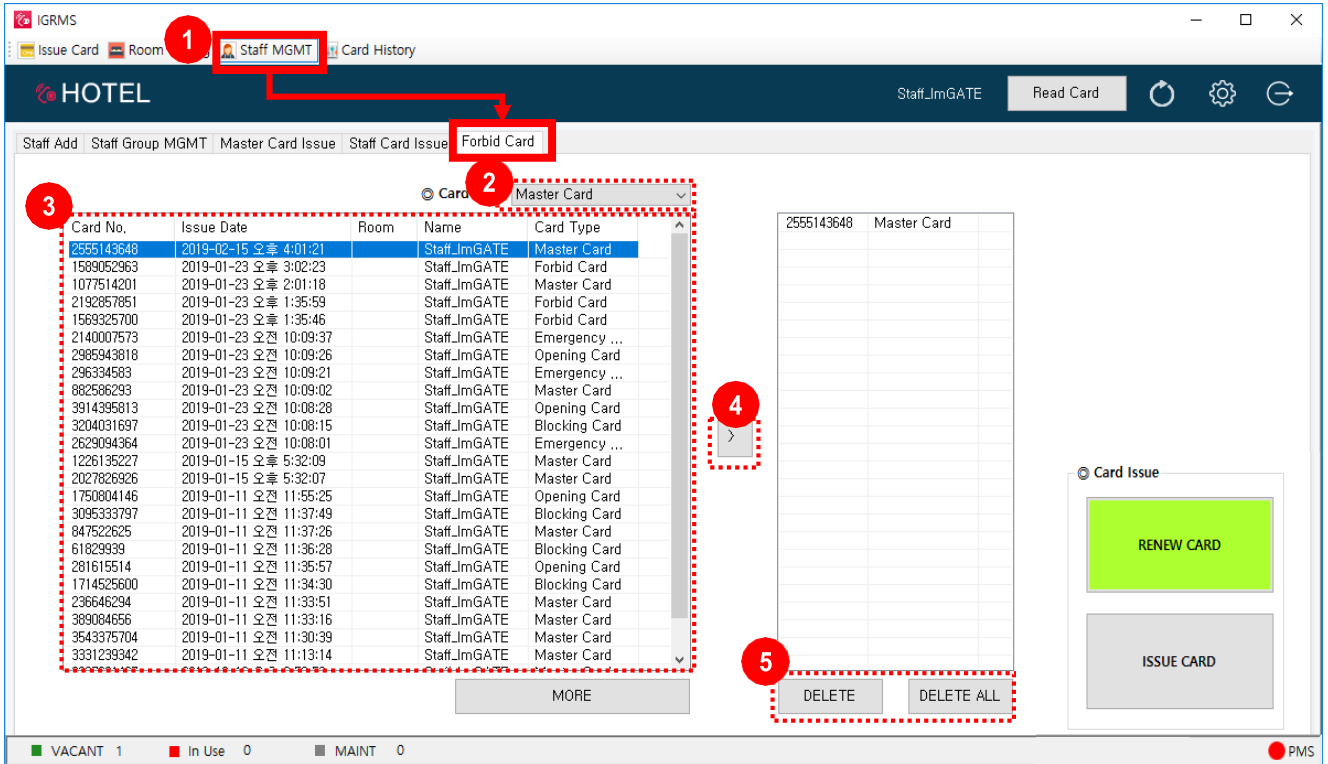 IGRMS
Issue Card Room Staff MGMT Card History
1
HOTEL Staff_ImGATE Read Card
Staff Add Staff Group MGMT Master Card Issue Staff Card Issue Forbid Card
2
◎ Card Master Card
3
Card No. Issue Date Room Name Card Type
2555143648 2019-02-15 오후 4:01:21 Staff_ImGATE Master Card
1589052963 2019-01-23 오후 3:02:23 Staff_ImGATE Forbid Card
1077514201 2019-01-23 오후 2:01:18 Staff_ImGATE Master Card
2192857851 2019-01-23 오후 1:35:59 Staff_ImGATE Forbid Card
1569325700 2019-01-23 오후 1:35:46 Staff_ImGATE Forbid Card
2140007573 2019-01-23 오전 10:09:37 Staff_ImGATE Emergency ...
2985943818 2019-01-23 오전 10:09:26 Staff_ImGATE Opening Card
296334583 2019-01-23 오전 10:09:21 Staff_ImGATE Emergency ...
882586293 2019-01-23 오전 10:09:02 Staff_ImGATE Master Card
3914395813 2019-01-23 오전 10:08:28 Staff_ImGATE Opening Card
3204031697 2019-01-23 오전 10:08:15 Staff_ImGATE Blocking Card
2629094364 2019-01-23 오전 10:08:01 Staff_ImGATE Emergency ...
1226135227 2019-01-15 오후 5:32:09 Staff_ImGATE Master Card
2027826926 2019-01-15 오후 5:32:07 Staff_ImGATE Master Card
1750804146 2019-01-11 오전 11:55:25 Staff_ImGATE Opening Card
3095333797 2019-01-11 오전 11:37:49 Staff_ImGATE Blocking Card
847522625 2019-01-11 오전 11:37:26 Staff_ImGATE Master Card
61829939 2019-01-11 오전 11:36:28 Staff_ImGATE Blocking Card
281615514 2019-01-11 오전 11:35:57 Staff_ImGATE Opening Card
1714525600 2019-01-11 오전 11:34:30 Staff_ImGATE Blocking Card
236646294 2019-01-11 오전 11:33:51 Staff_ImGATE Master Card
389084656 2019-01-11 오전 11:33:16 Staff_ImGATE Master Card
3543375704 2019-01-11 오전 11:30:39 Staff_ImGATE Master Card
3331239342 2019-01-11 오전 11:13:14 Staff_ImGATE Master Card
MORE
4
>
2555143648 Master Card
5
DELETE DELETE ALL
◎ Card Issue
RENEW CARD
ISSUE CARD
VACANT 1 In Use 0 MAINT 0 PMS